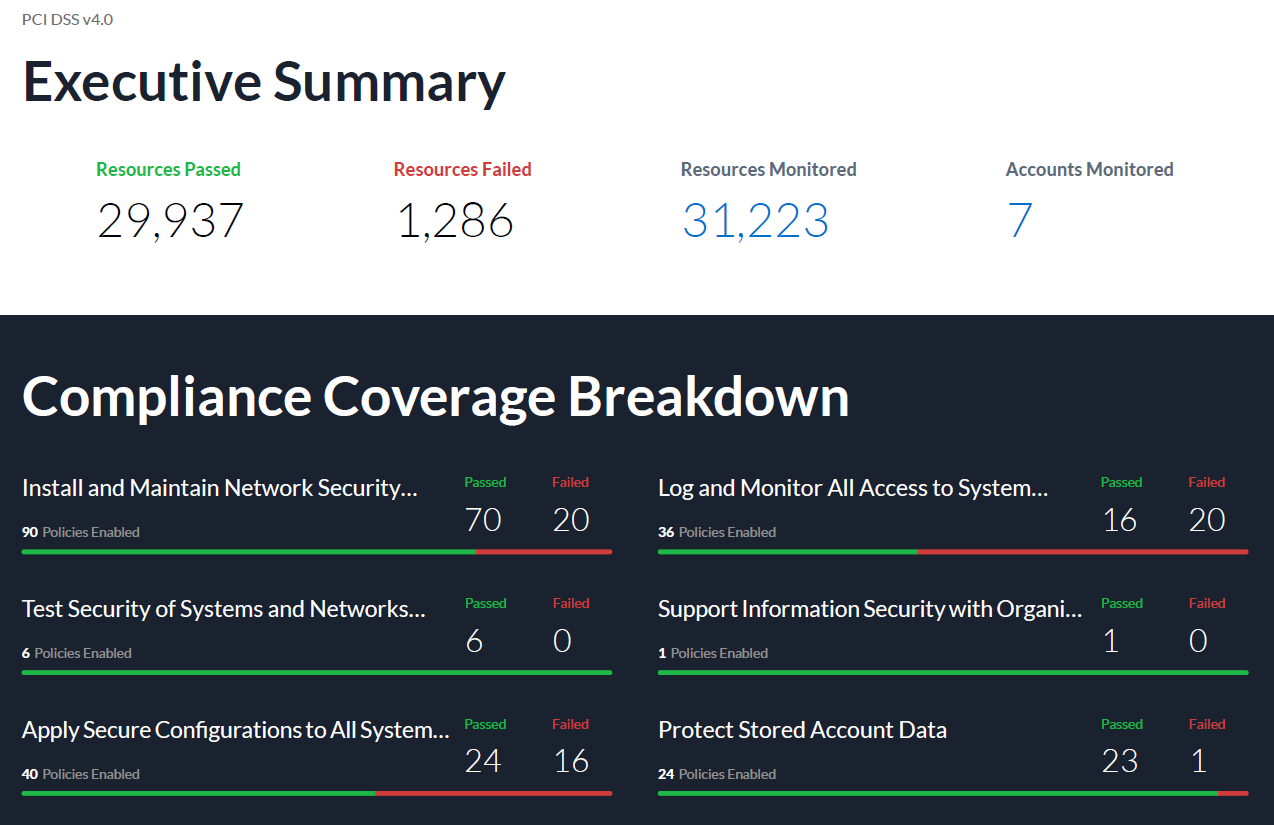 PCI DSS v4.0
Executive Summary
Resources Passed
29,937
Resources Failed
1,286
Resources Monitored
31,223
Accounts Monitored
7
Compliance Coverage Breakdown
Install and Maintain Network Security...
90 Policies Enabled
Passed
70
Failed
20
Log and Monitor All Access to System...
36 Policies Enabled
Passed
16
Failed
20
Test Security of Systems and Networks...
6 Policies Enabled
Passed
6
Failed
0
Support Information Security with Organi...
1 Policies Enabled
Passed
1
Failed
0
Apply Secure Configurations to All System...
40 Policies Enabled
Passed
24
Failed
16
Protect Stored Account Data
24 Policies Enabled
Passed
23
Failed
1